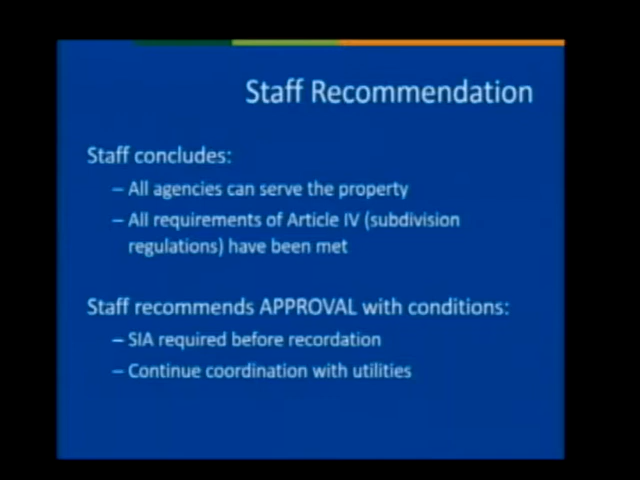 Staff Recommendation
Staff concludes:
– All agencies can serve the property
– All requirements of Article IV (subdivision
regulations) have been met
Staff recommends APPROVAL with conditions:
– SIA required before recordation
– Continue coordination with utilities